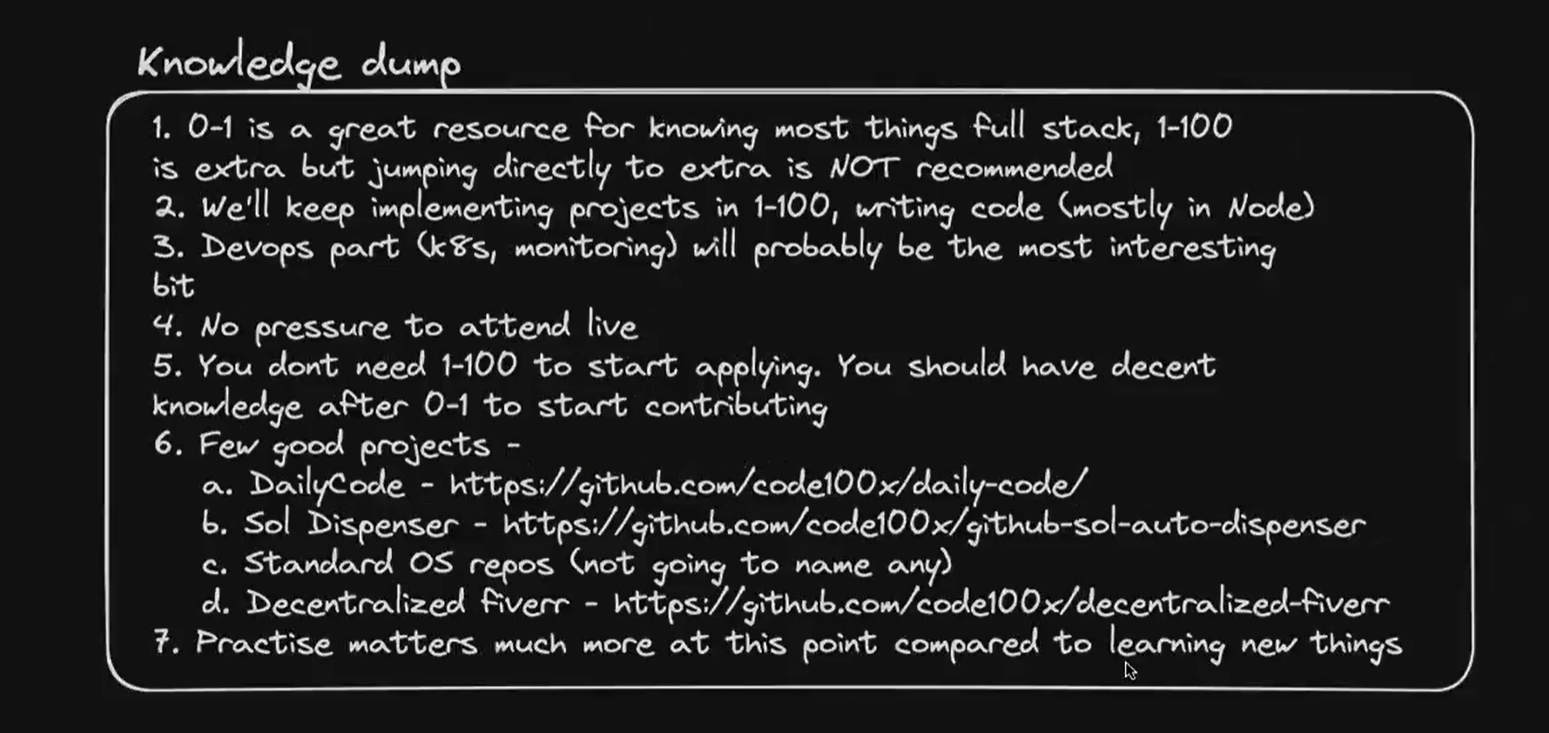 Knowledge dump
1. 0-1 is a great resource for knowing most things full stack, 1-100
is extra but jumping directly to extra is NOT recommended
2. We'll keep implementing projects in 1-100, writing code (mostly in Node)
3. Devops part (k8s, monitoring) will probably be the most interesting
bit
4. No pressure to attend live
5. You dont need 1-100 to start applying. You should have decent
knowledge after 0-1 to start contributing
6. Few good projects -
a. DailyCode - https://github.com/code100x/daily-code/
b. Sol Dispenser - https://github.com/code100x/github-sol-auto-dispenser
c. Standard OS repos (not going to name any)
d. Decentralized fiverr - https://github.com/code100x/decentralized-fiverr
7. Practise matters much more at this point compared to learning new things